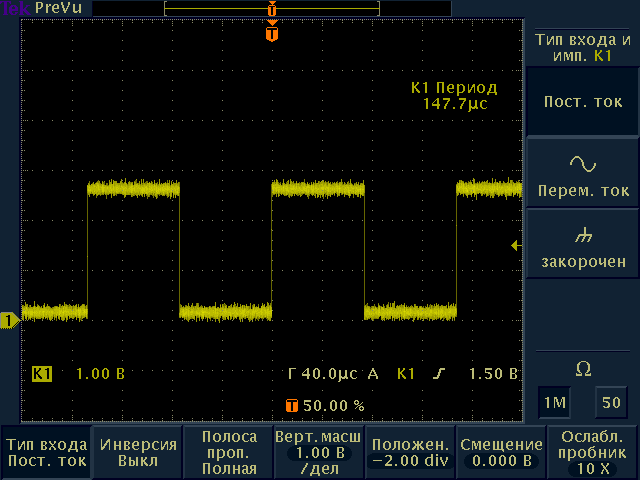 Tek PreVu
T
T
Тип входа и
имп. K1
K1 Период
147.7μс
Пост. ток
Перем. ток
закорочен
1
K1 1.00 В Г 40.0μс А K1 1.50 В
T 50.00 %
Ω
1M 50
Тип входа
Пост. ток
Инверсия
Выкл
Полоса
проп.
Полная
Верт.масш
1.00 В
/дел
Положен.
−2.00 div
Смещение
0.000 В
Ослабл.
пробник
10 X